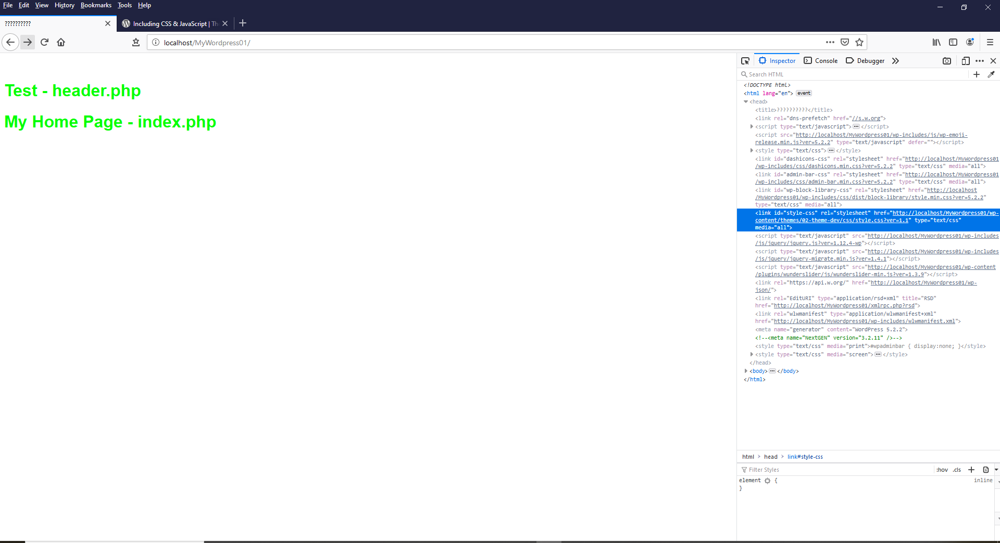 File Edit View History Bookmarks Tools Help
?????????? Including CSS & JavaScript | Th
localhost/MyWordpress01/
Test - header.php
My Home Page - index.php
Inspector Console Debugger
Search HTML
<!DOCTYPE html>
<html lang="en"> event
<head>
<title>??????????</title>
<link rel="dns-prefetch" href="//s.w.org">
<script type="text/javascript"></script>
<script src="http://localhost/MyWordpress01/wp-includes/js/wp-emoji-
release.min.js?ver=5.2.2" type="text/javascript" defer=""></script>
<style type="text/css"></style>
<link id="dashicons-css" rel="stylesheet" href="http://localhost/MyWordpress01
/wp-includes/css/dashicons.min.css?ver=5.2.2" type="text/css" media="all">
<link id="admin-bar-css" rel="stylesheet" href="http://localhost/MyWordpress01
/wp-includes/css/admin-bar.min.css?ver=5.2.2" type="text/css" media="all">
<link id="wp-block-library-css" rel="stylesheet" href="http://localhost
/MyWordpress01/wp-includes/css/dist/block-library/style.min.css?ver=5.2.2"
type="text/css" media="all">
<link id="style-css" rel="stylesheet" href="http://localhost/MyWordpress01/wp-
content/themes/02-theme-dev/css/style.css?ver=1.1" type="text/css"
media="all">
<script type="text/javascript" src="http://localhost/MyWordpress01/wp-includes
/js/jquery/jquery.js?ver=1.12.4-wp"></script>
<script type="text/javascript" src="http://localhost/MyWordpress01/wp-includes
/js/jquery/jquery-migrate.min.js?ver=1.4.1"></script>
<script type="text/javascript" src="http://localhost/MyWordpress01/wp-content
/plugins/wunderslider/js/wunderslider-min.js?ver=1.3.9"></script>
<link rel="https://api.w.org/" href="http://localhost/MyWordpress01/wp-
json/">
<link rel="EditURI" type="application/rsd+xml" title="RSD"
href="http://localhost/MyWordpress01/xmlrpc.php?rsd">
<link rel="wlwmanifest" type="application/wlwmanifest+xml"
href="http://localhost/MyWordpress01/wp-includes/wlwmanifest.xml">
<meta name="generator" content="WordPress 5.2.2">
<!--<meta name="NextGEN" version="3.2.11" />-->
<style type="text/css" media="print">#wpadminbar { display:none; }</style>
<style type="text/css" media="screen"></style>
</head>
<body></body>
</html>
html > head > link#style-css
Filter Styles :hov .cls
element { inline
}